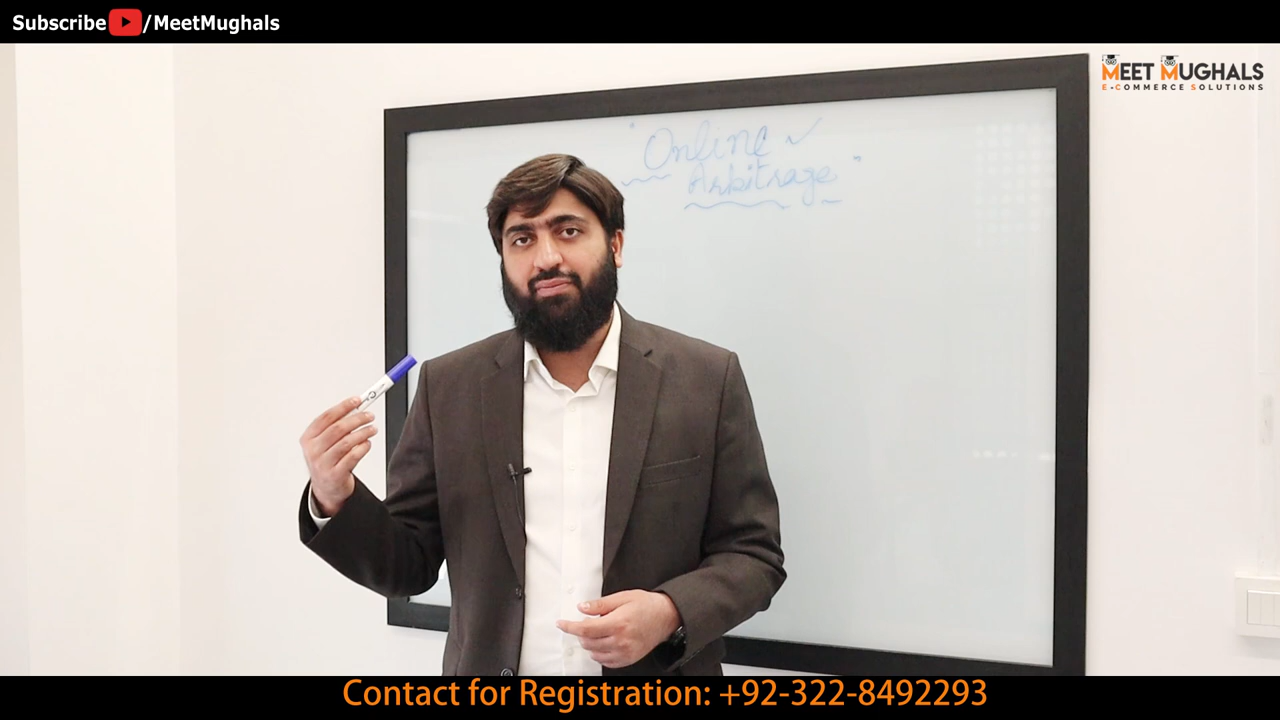 Subscribe /MeetMughals
MEET MUGHALS
E-COMMERCE SOLUTIONS
"Online
Arbitrage"
Contact for Registration: +92-322-8492293